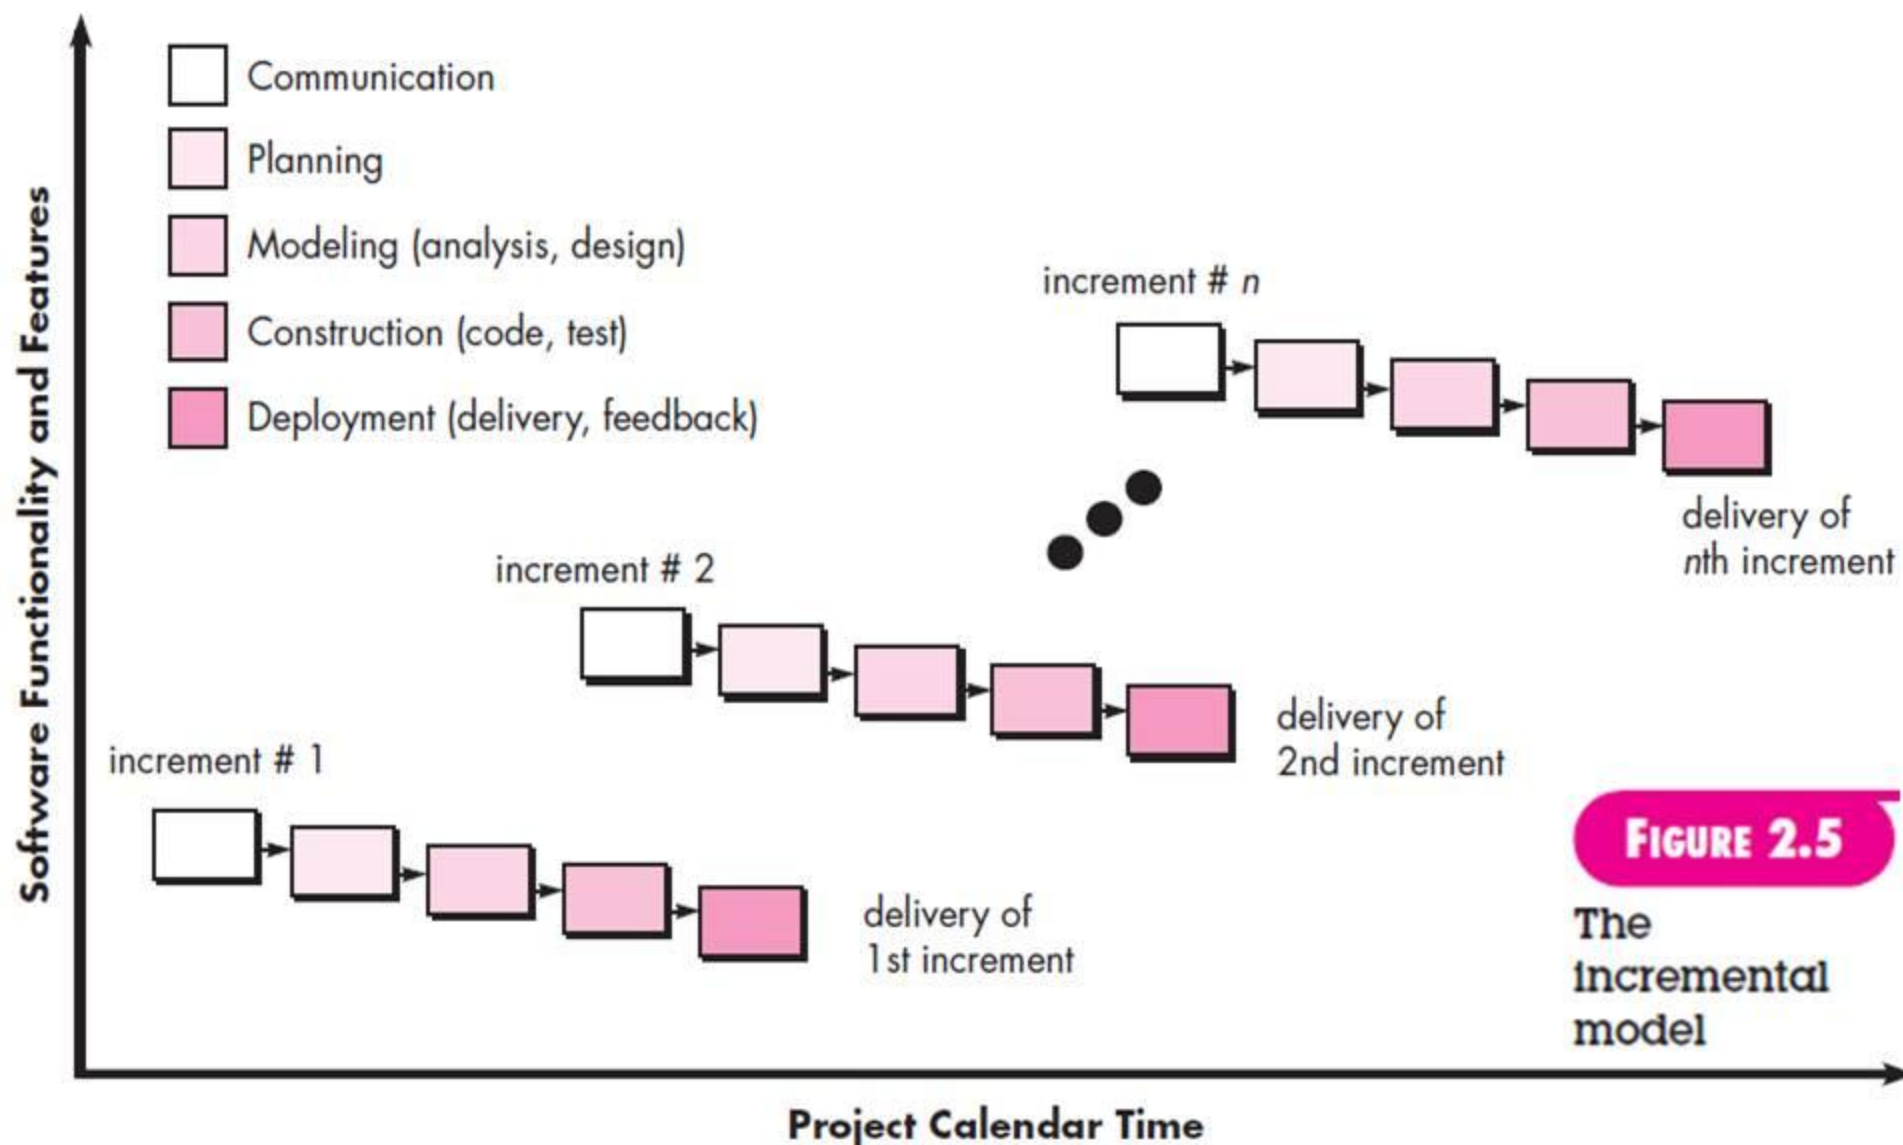 Software Functionality and Features
Communication
Planning
Modeling (analysis, design)
Construction (code, test)
Deployment (delivery, feedback)
increment # n
delivery of
nth increment
increment # 2
delivery of
2nd increment
increment # 1
delivery of
1st increment
FIGURE 2.5
The
incremental
model
Project Calendar Time